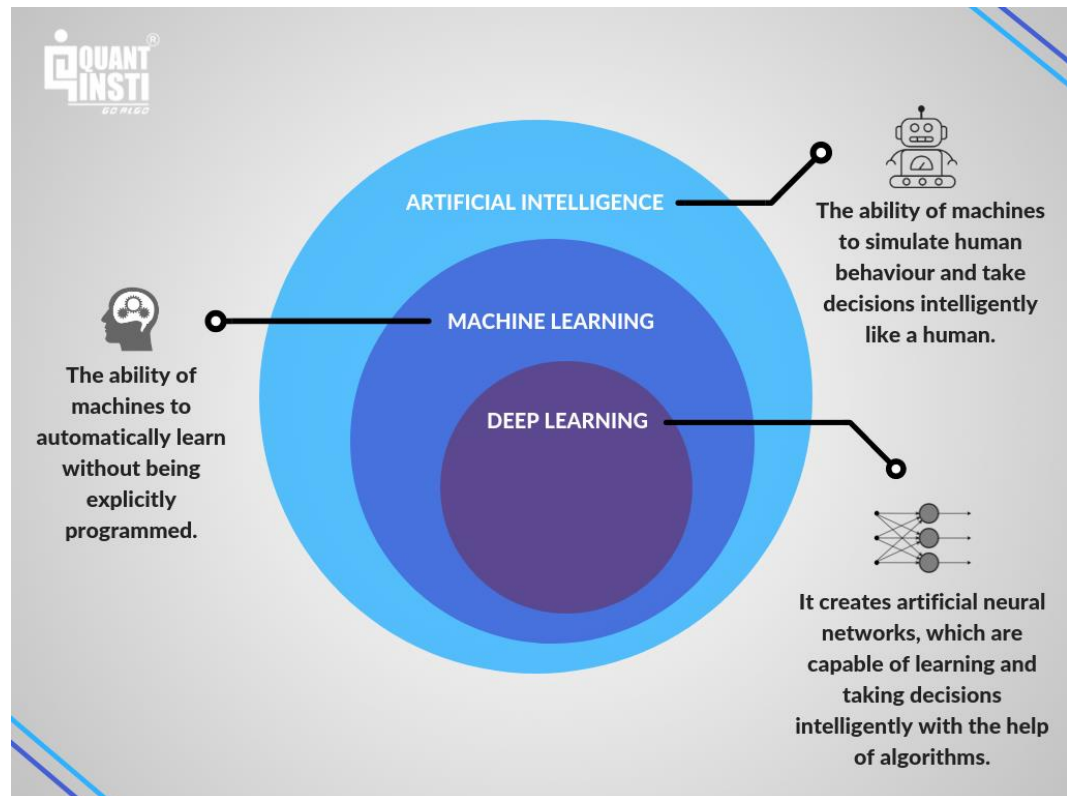 QUANT
INSTI
GO ALGO
®
ARTIFICIAL INTELLIGENCE
The ability of machines
to simulate human
behaviour and take
decisions intelligently
like a human.
MACHINE LEARNING
The ability of
machines to
automatically learn
without being
explicitly
programmed.
DEEP LEARNING
It creates artificial neural
networks, which are
capable of learning and
taking decisions
intelligently with the help
of algorithms.